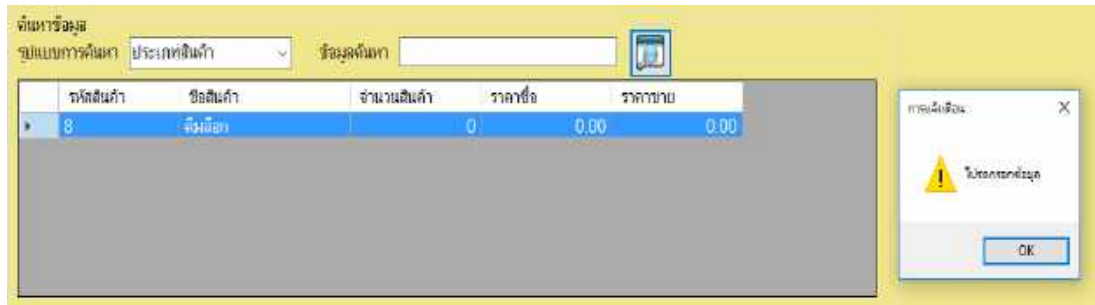 ค้นหาข้อมูล
รูปแบบการค้นหา ประเภทสินค้า ข้อมูลค้นหา
รหัสสินค้า ชื่อสินค้า จำนวนสินค้า ราคาซื้อ ราคาขาย
8 0 0.00 0.00
การแจ้งเตือน X
โปรดกรอกข้อมูล
OK